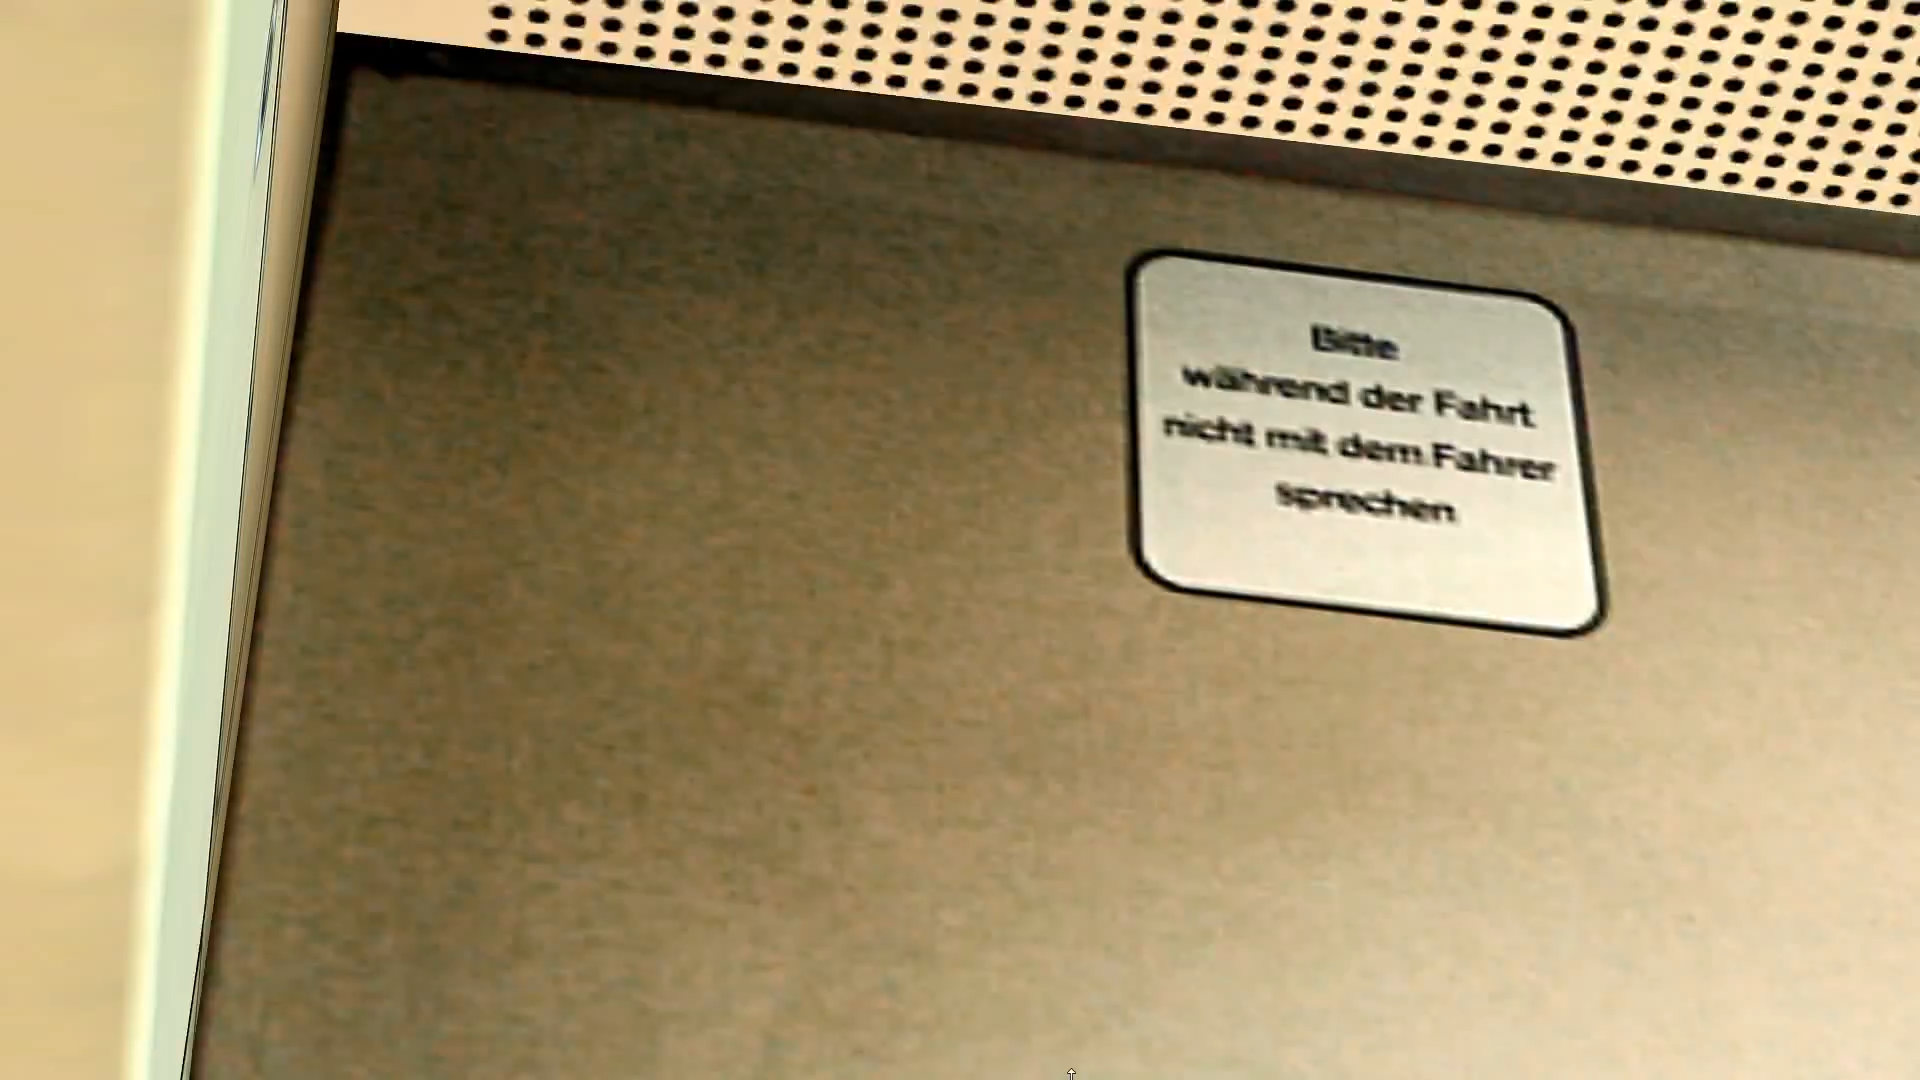 Bitte
während der Fahrt
nicht mit dem Fahrer
sprechen